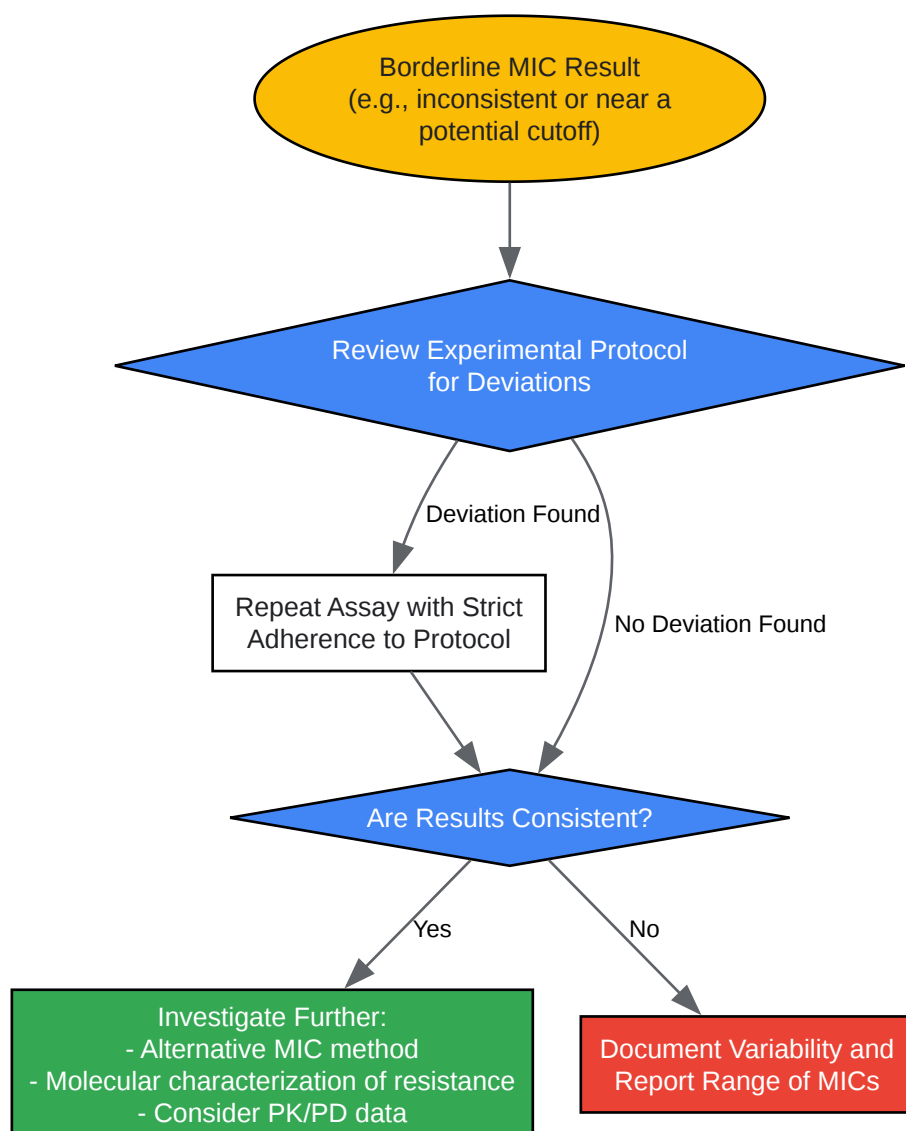 Borderline MIC Result
(e.g., inconsistent or near a
potential cutoff)
Review Experimental Protocol
for Deviations
Deviation Found
Repeat Assay with Strict
Adherence to Protocol
No Deviation Found
Are Results Consistent?
Yes
No
Investigate Further:
- Alternative MIC method
- Molecular characterization of resistance
- Consider PK/PD data
Document Variability and
Report Range of MICs